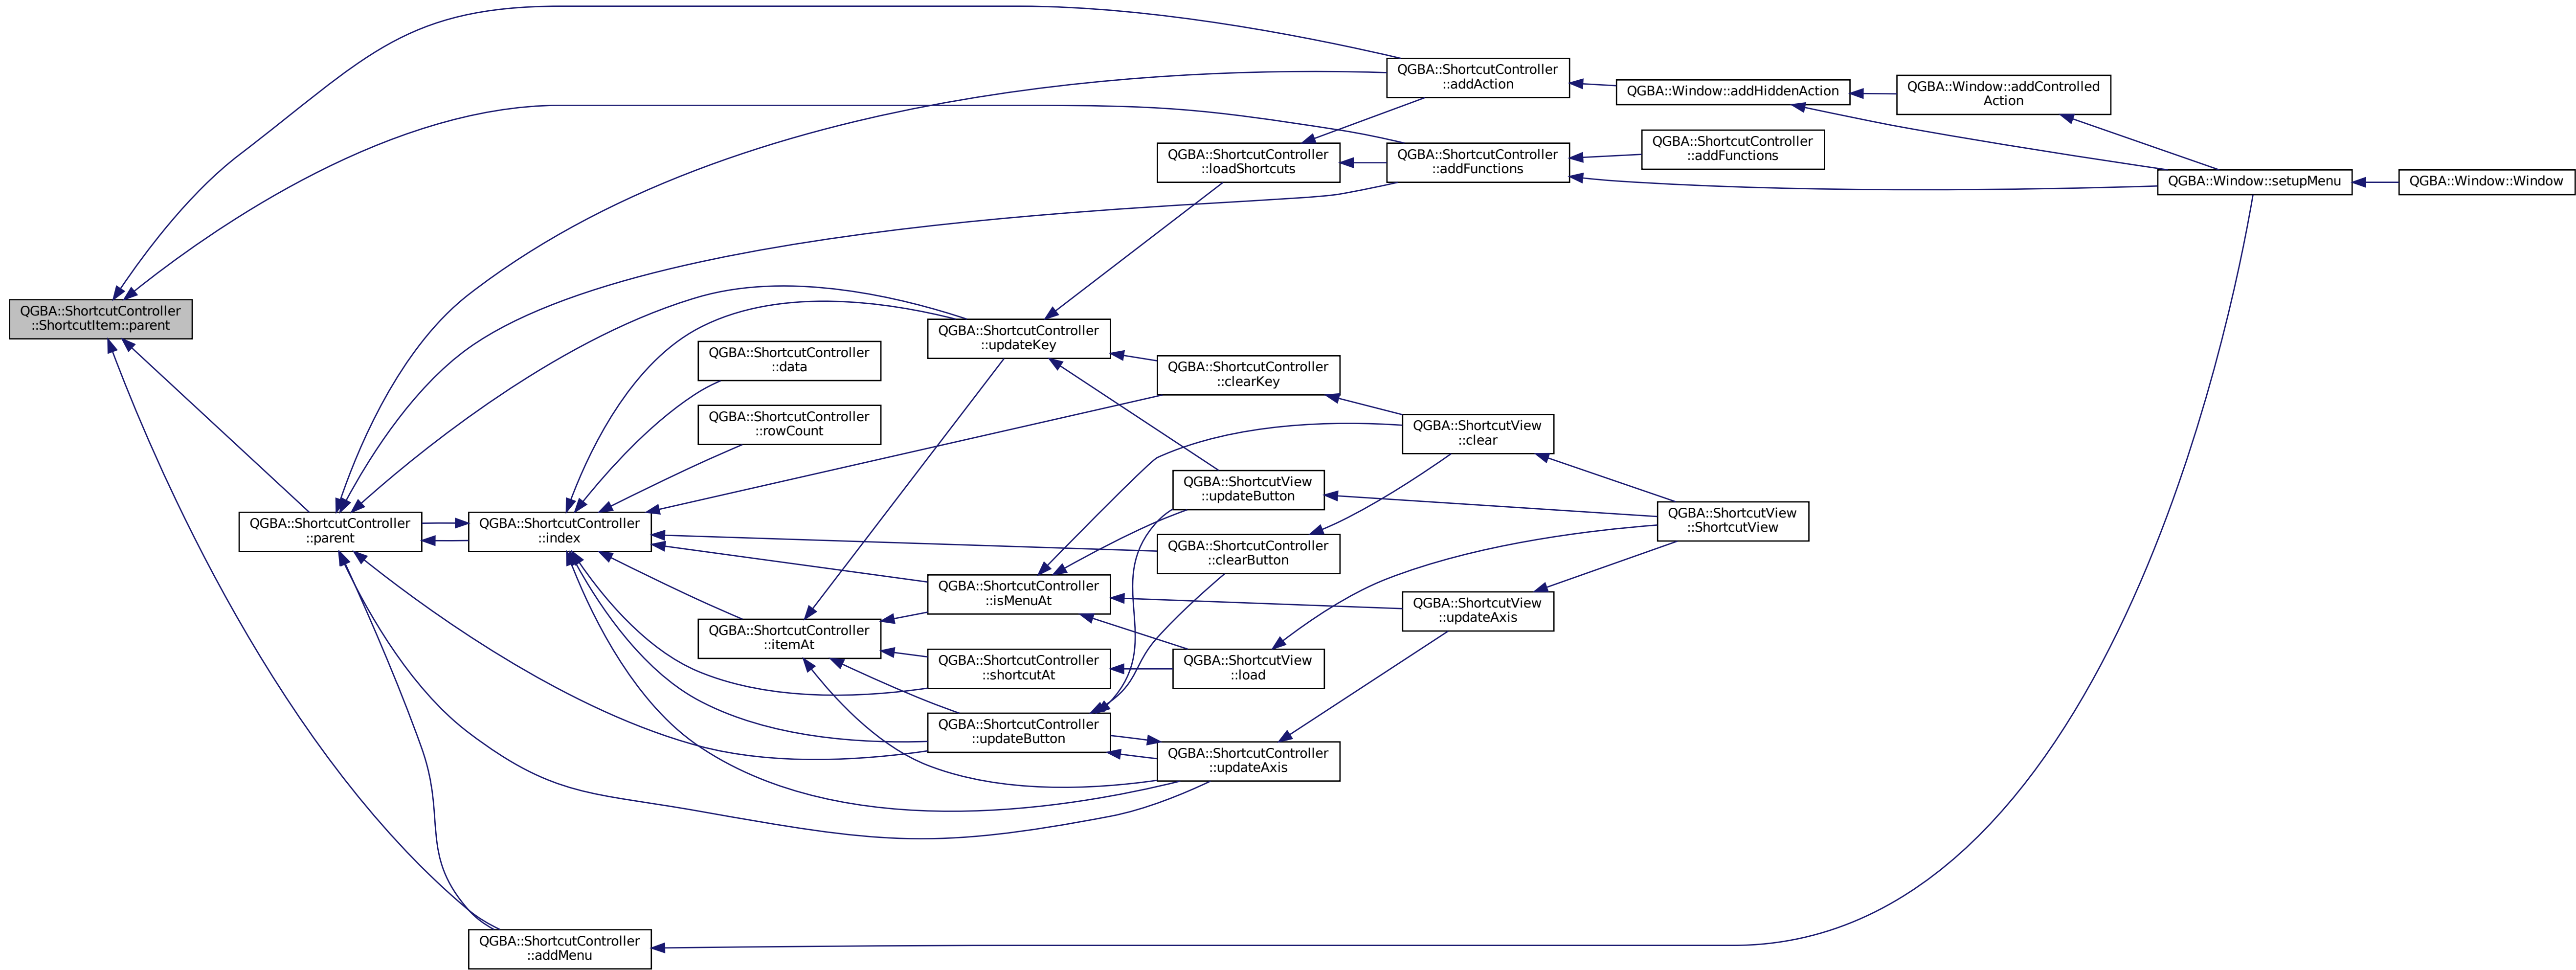 QGBA::ShortcutController
::addAction
QGBA::Window::addHiddenAction
QGBA::Window::addControlled
Action
QGBA::ShortcutController
::loadShortcuts
QGBA::ShortcutController
::addFunctions
QGBA::ShortcutController
::addFunctions
QGBA::Window::setupMenu
QGBA::Window::Window
QGBA::ShortcutController
::ShortcutItem::parent
QGBA::ShortcutController
::updateKey
QGBA::ShortcutController
::data
QGBA::ShortcutController
::clearKey
QGBA::ShortcutController
::rowCount
QGBA::ShortcutView
::clear
QGBA::ShortcutView
::updateButton
QGBA::ShortcutView
::ShortcutView
QGBA::ShortcutController
::parent
QGBA::ShortcutController
::index
QGBA::ShortcutController
::clearButton
QGBA::ShortcutController
::isMenuAt
QGBA::ShortcutView
::updateAxis
QGBA::ShortcutController
::itemAt
QGBA::ShortcutController
::shortcutAt
QGBA::ShortcutView
::load
QGBA::ShortcutController
::updateButton
QGBA::ShortcutController
::updateAxis
QGBA::ShortcutController
::addMenu